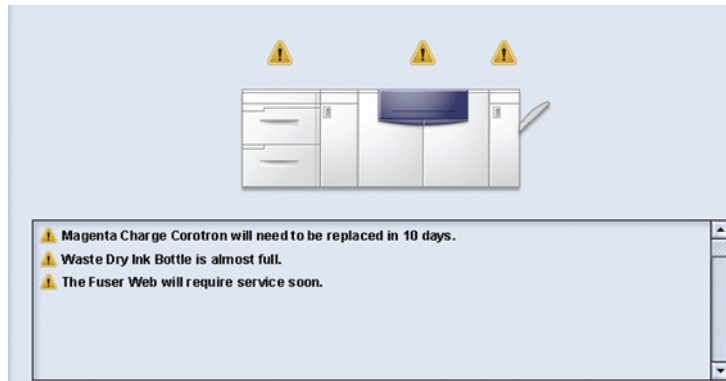 Magenta Charge Corotron will need to be replaced in 10 days.
Waste Dry Ink Bottle is almost full.
The Fuser Web will require service soon.